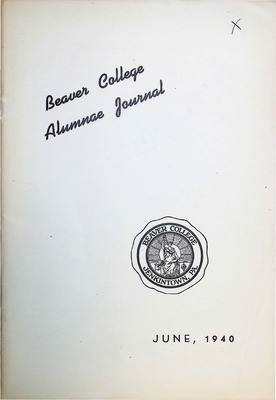 Beaver College
Alumnae Journal
BEAVER COLLEGE
JENKINTOWN, PA.
JUNE, 1940